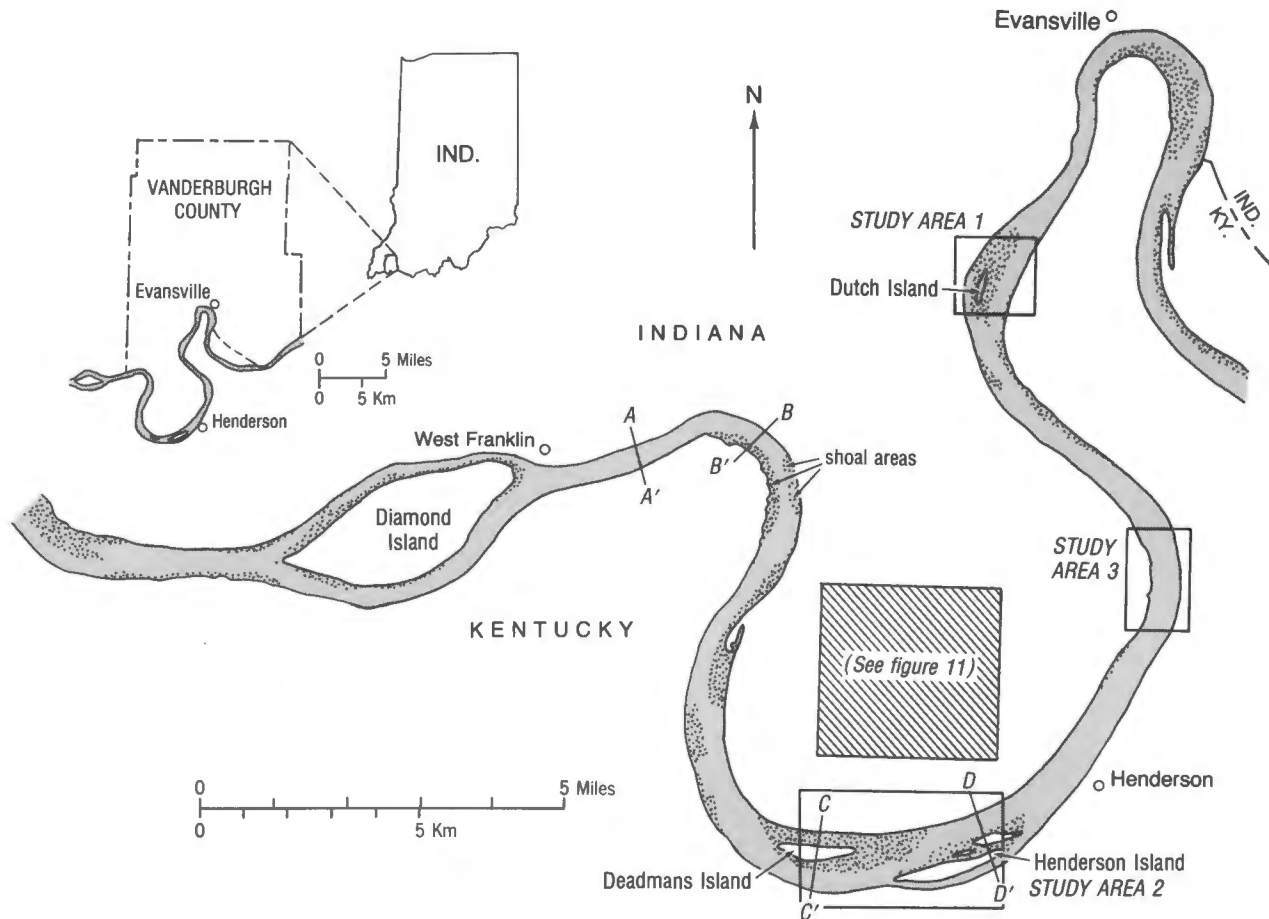 Evansville
N
IND.
VANDERBURGH
COUNTY
STUDY AREA 1
IND.
KY.
Evansville
Dutch Island
INDIANA
0 5 Miles
0 5 Km
Henderson
A
B
West Franklin
B'
shoal areas
A'
Diamond
Island
STUDY
AREA 3
KENTUCKY
(See figure 11)
0 5 Miles
0 5 Km
Henderson
C
D
Deadmans Island
Henderson Island
C'
D'
STUDY AREA 2